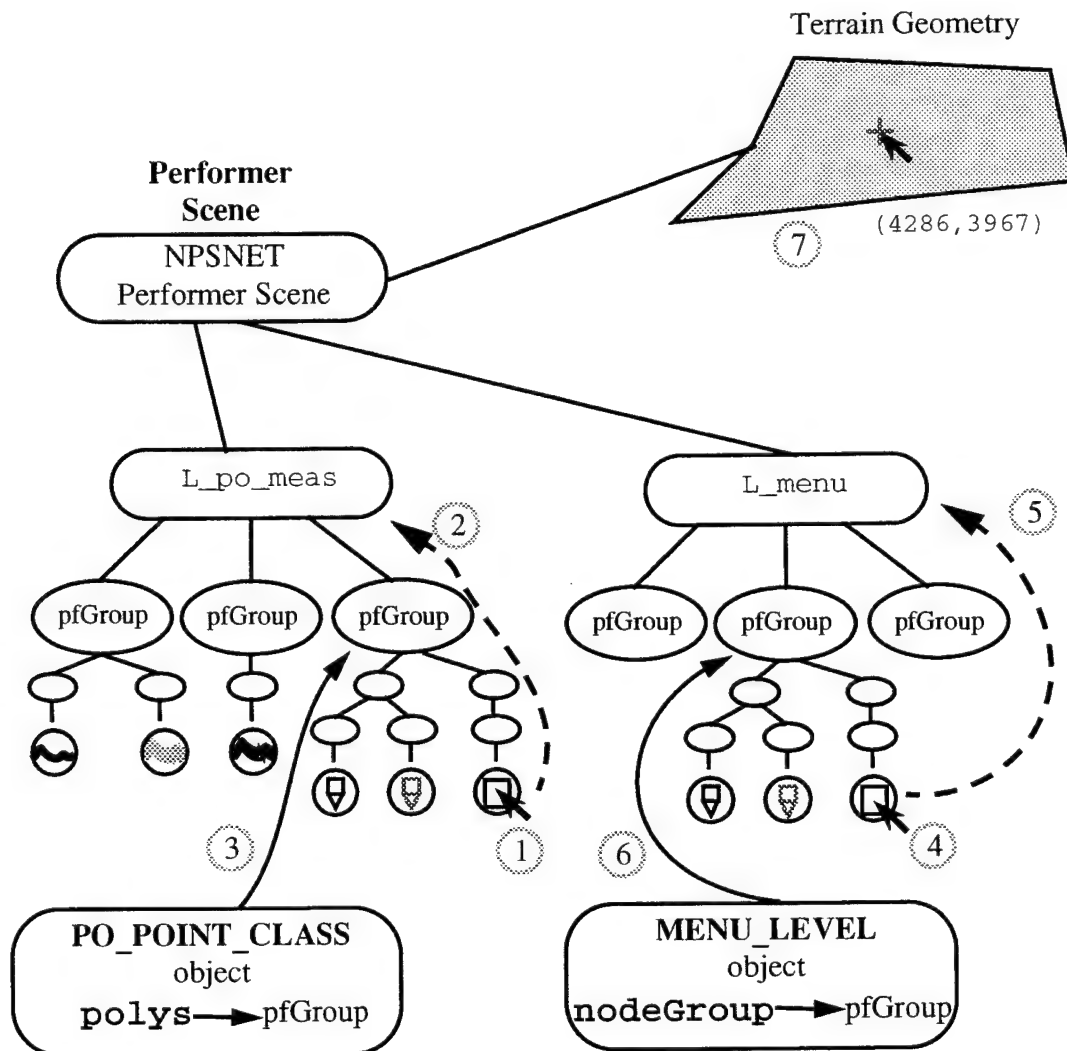 Terrain Geometry
Performer
Scene
NPSNET
Performer Scene
(4286,3967)
7
L_po_meas
L_menu
2
5
pfGroup
pfGroup
pfGroup
pfGroup
pfGroup
pfGroup
3
1
6
4
PO_POINT_CLASS
object
polys pfGroup
MENU_LEVEL
object
nodeGroup pfGroup